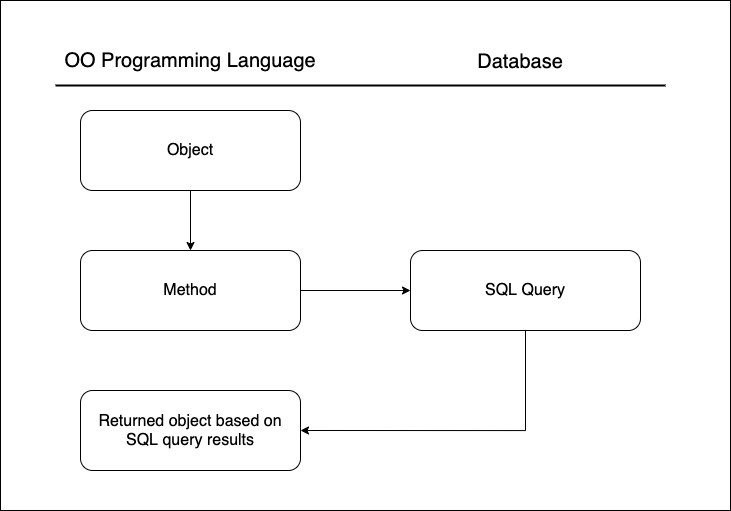 OO Programming Language
Database
Object
Method
SQL Query
Returned object based on
SQL query results